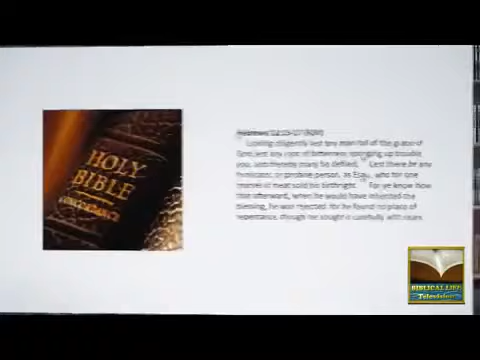 HOLY
BIBLE
CONCORDANCE
Hebrews 12:15-17 (KJV)
Looking diligently lest any man fail of the grace of
God; lest any root of bitterness springing up trouble
you, and thereby many be defiled; Lest there be any
fornicator, or profane person, as Esau, who for one
morsel of meat sold his birthright. For ye know how
that afterward, when he would have inherited the
blessing, he was rejected: for he found no place of
repentance, though he sought it carefully with tears.
BIBLICAL LIFE
Television